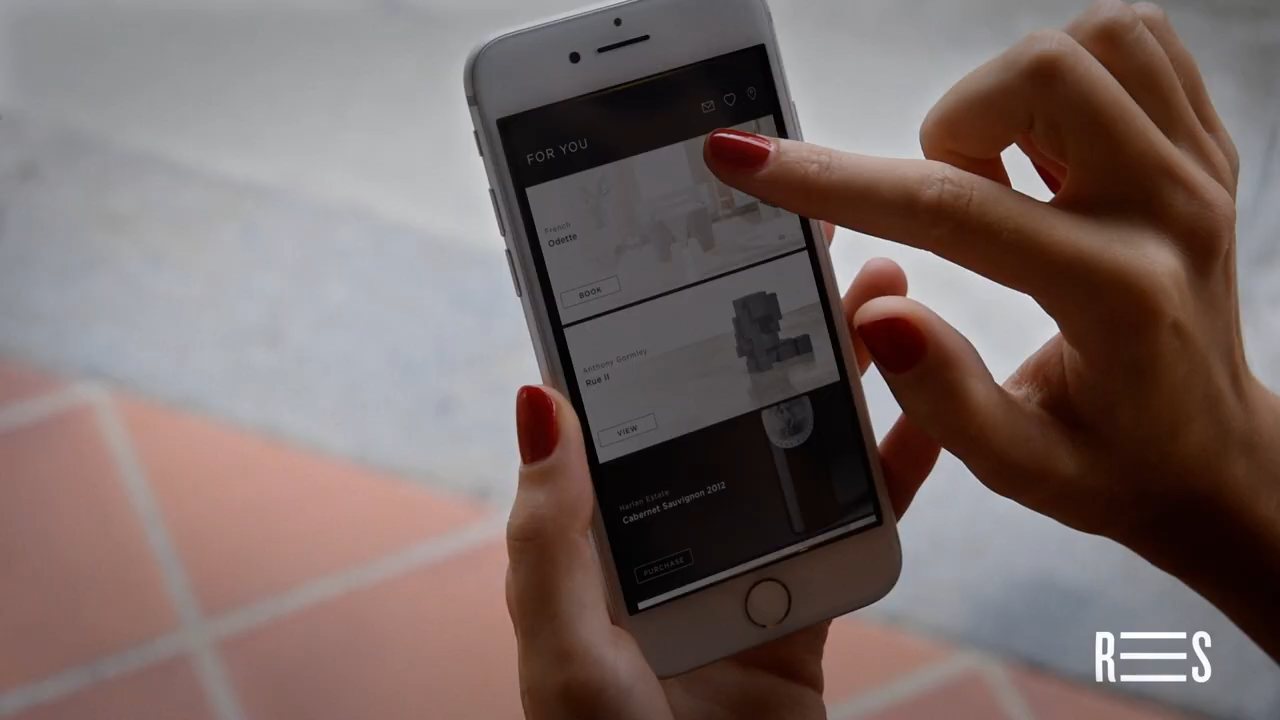 FOR YOU
French
Odette
BOOK
Anthony Gormley
Rue II
VIEW
Harlan Estate
Cabernet Sauvignon 2012
PURCHASE
RES